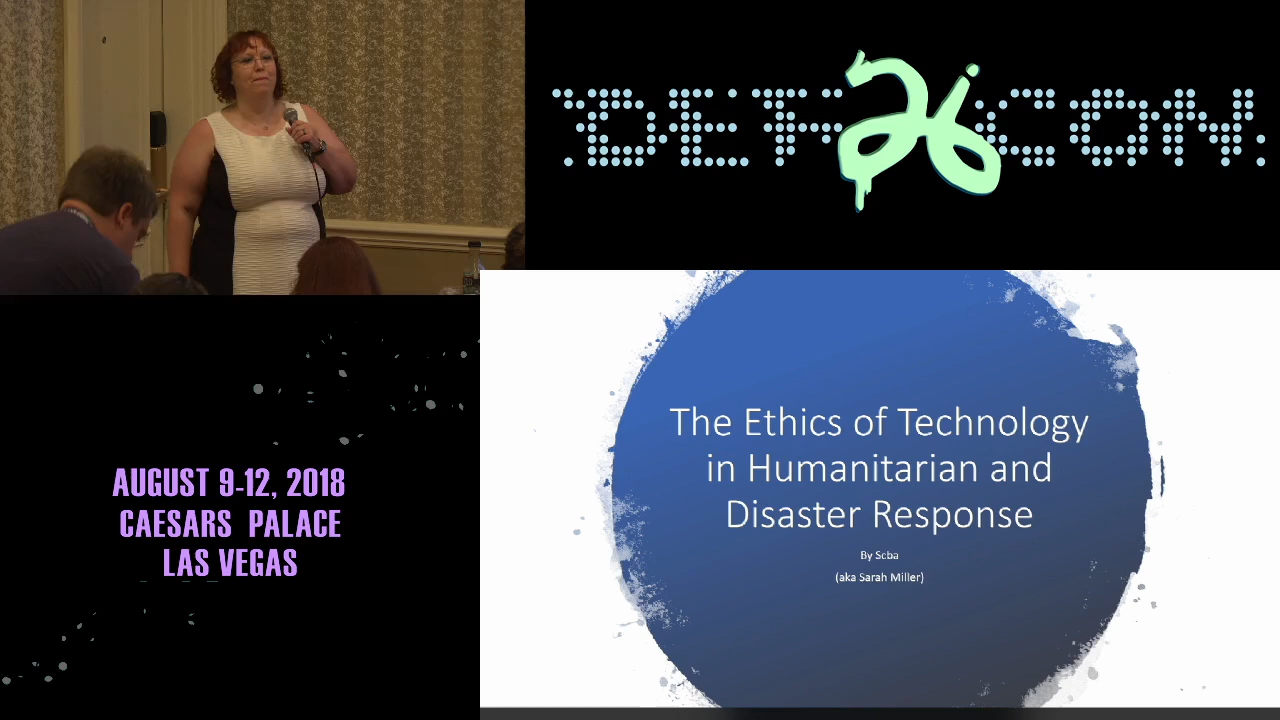 DEF 26 CON
The Ethics of Technology
in Humanitarian and
Disaster Response
By Scba
(aka Sarah Miller)
AUGUST 9-12, 2018
CAESARS PALACE
LAS VEGAS